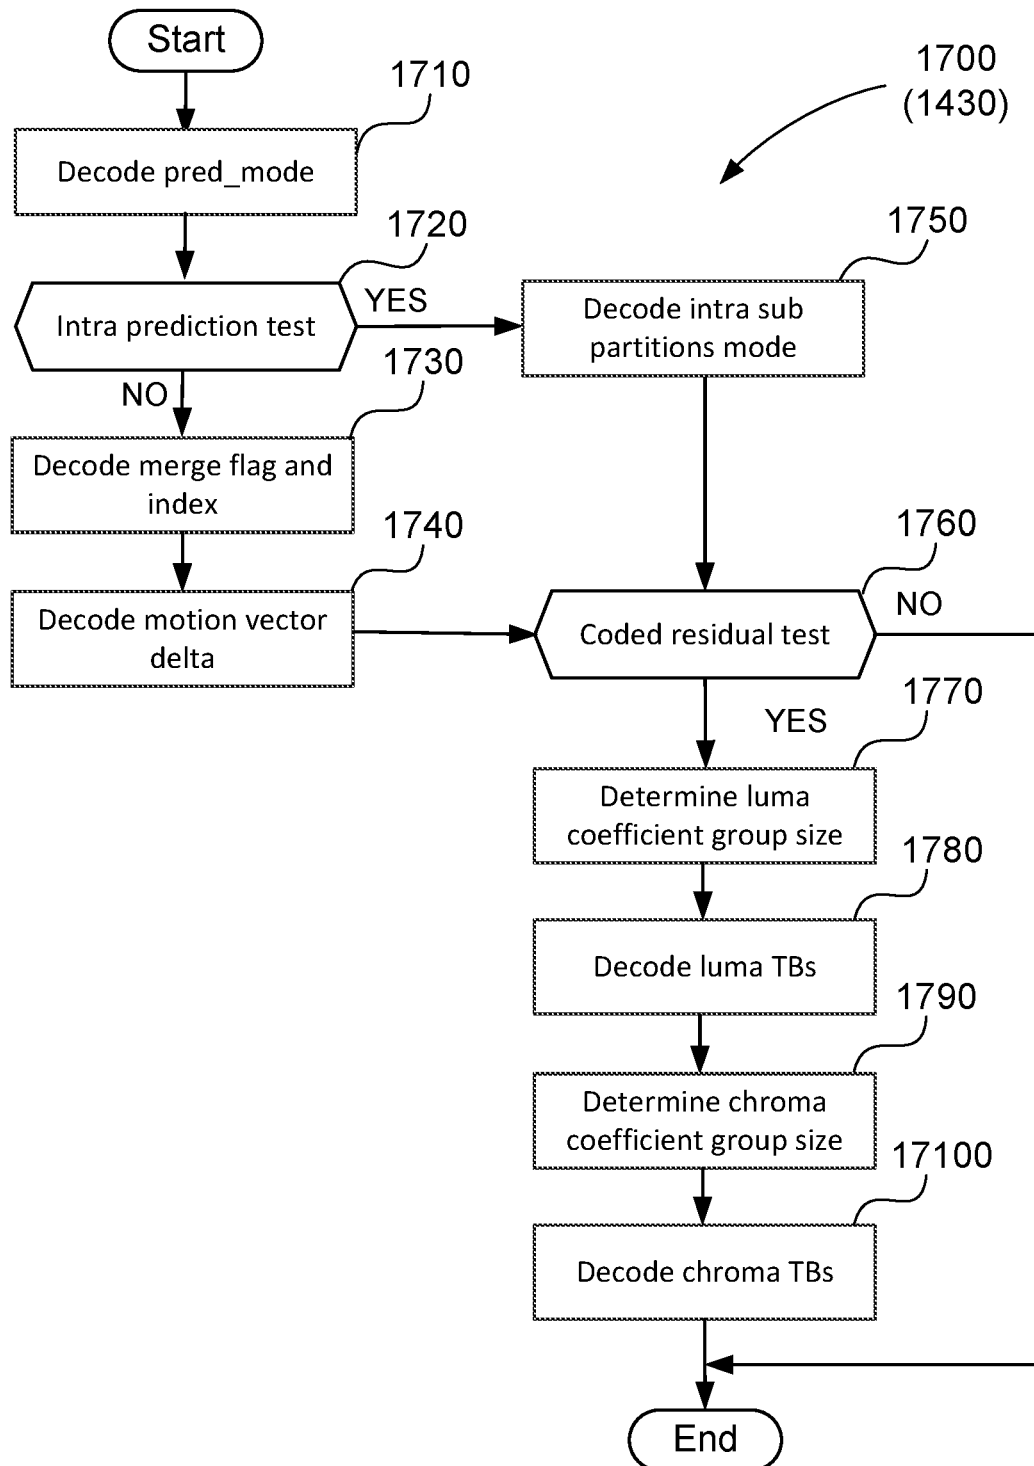 Start
1710
1700
(1430)
Decode pred_mode
1720
1750
Intra prediction test
YES
Decode intra sub
partitions mode
1730
NO
Decode merge flag and
index
1740
1760
Decode motion vector
delta
Coded residual test
NO
1770
YES
Determine luma
coefficient group size
1780
Decode luma TBs
1790
Determine chroma
coefficient group size
17100
Decode chroma TBs
End